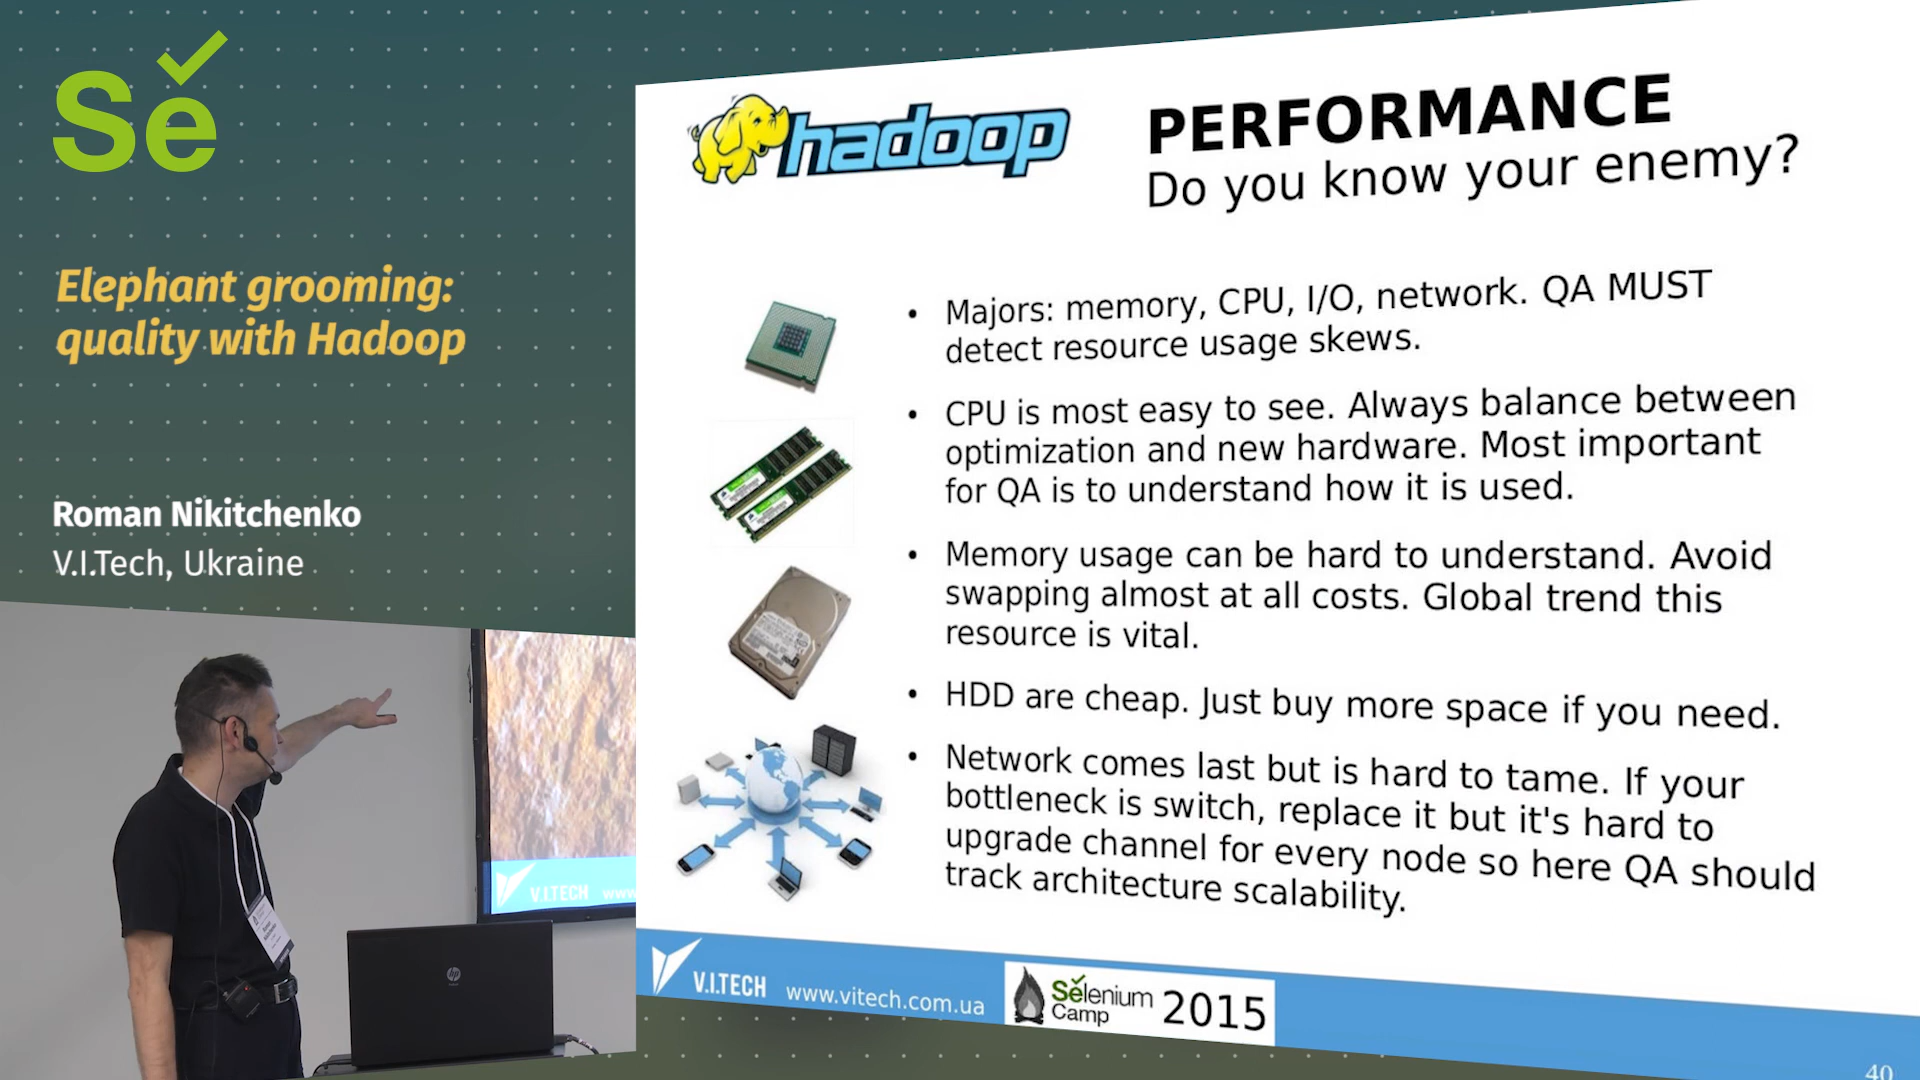 Se
Elephant grooming:
quality with Hadoop
Roman Nikitchenko
V.I.Tech, Ukraine
hadoop
PERFORMANCE
Do you know your enemy?
• Majors: memory, CPU, I/O, network. QA MUST
detect resource usage skews.
• CPU is most easy to see. Always balance between
optimization and new hardware. Most important
for QA is to understand how it is used.
• Memory usage can be hard to understand. Avoid
swapping almost at all costs. Global trend this
resource is vital.
• HDD are cheap. Just buy more space if you need.
• Network comes last but is hard to tame. If your
bottleneck is switch, replace it but it's hard to
upgrade channel for every node so here QA should
track architecture scalability.
V.I.TECH
www.vitech.com.ua
Selenium
Camp
2015
40
V.I.TECH www
hp